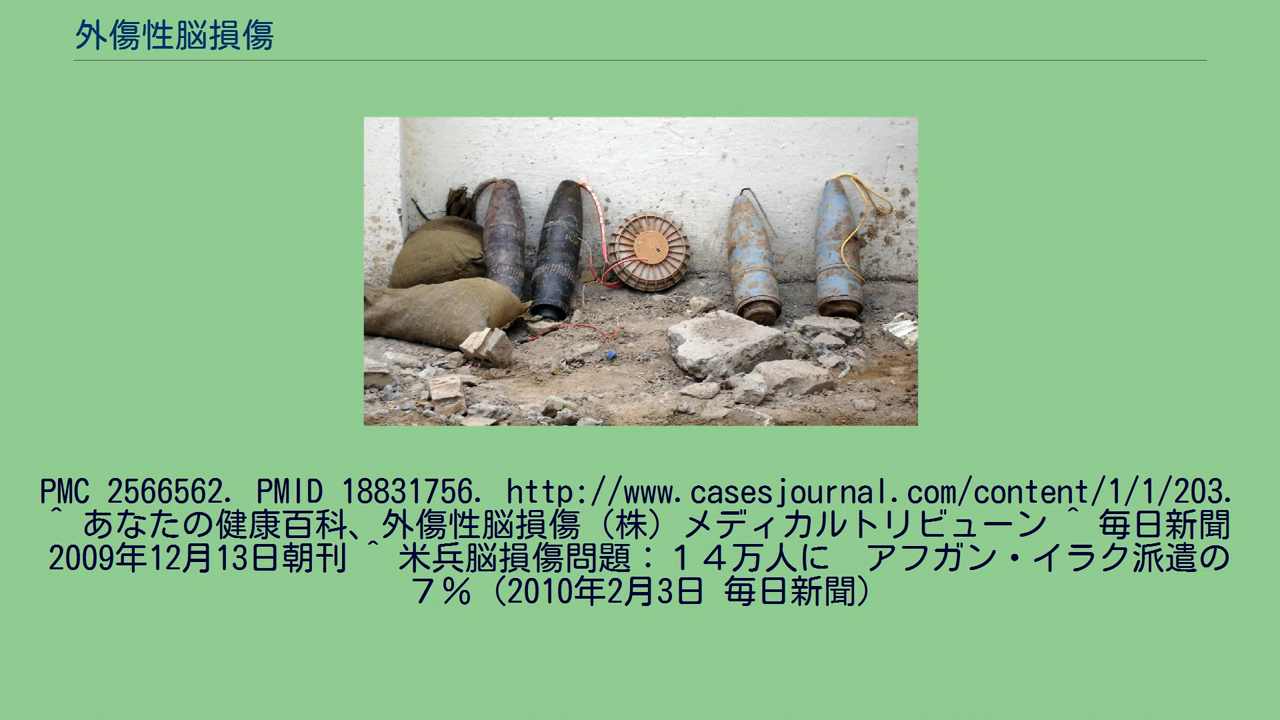 外傷性脳損傷
PMC 2566562. PMID 18831756. http://www.casesjournal.com/content/1/1/203.
^ あなたの健康百科、外傷性脳損傷（株）メディカルトリビューン ^ 毎日新聞
2009年12月13日朝刊 ^ 米兵脳損傷問題：１４万人に　アフガン・イラク派遣の
７％（2010年2月3日 毎日新聞）